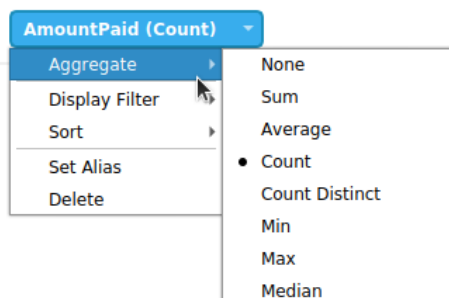 AmountPaid (Count)
Aggregate
Display Filter
Sort
Set Alias
Delete
None
Sum
Average
Count
Count Distinct
Min
Max
Median